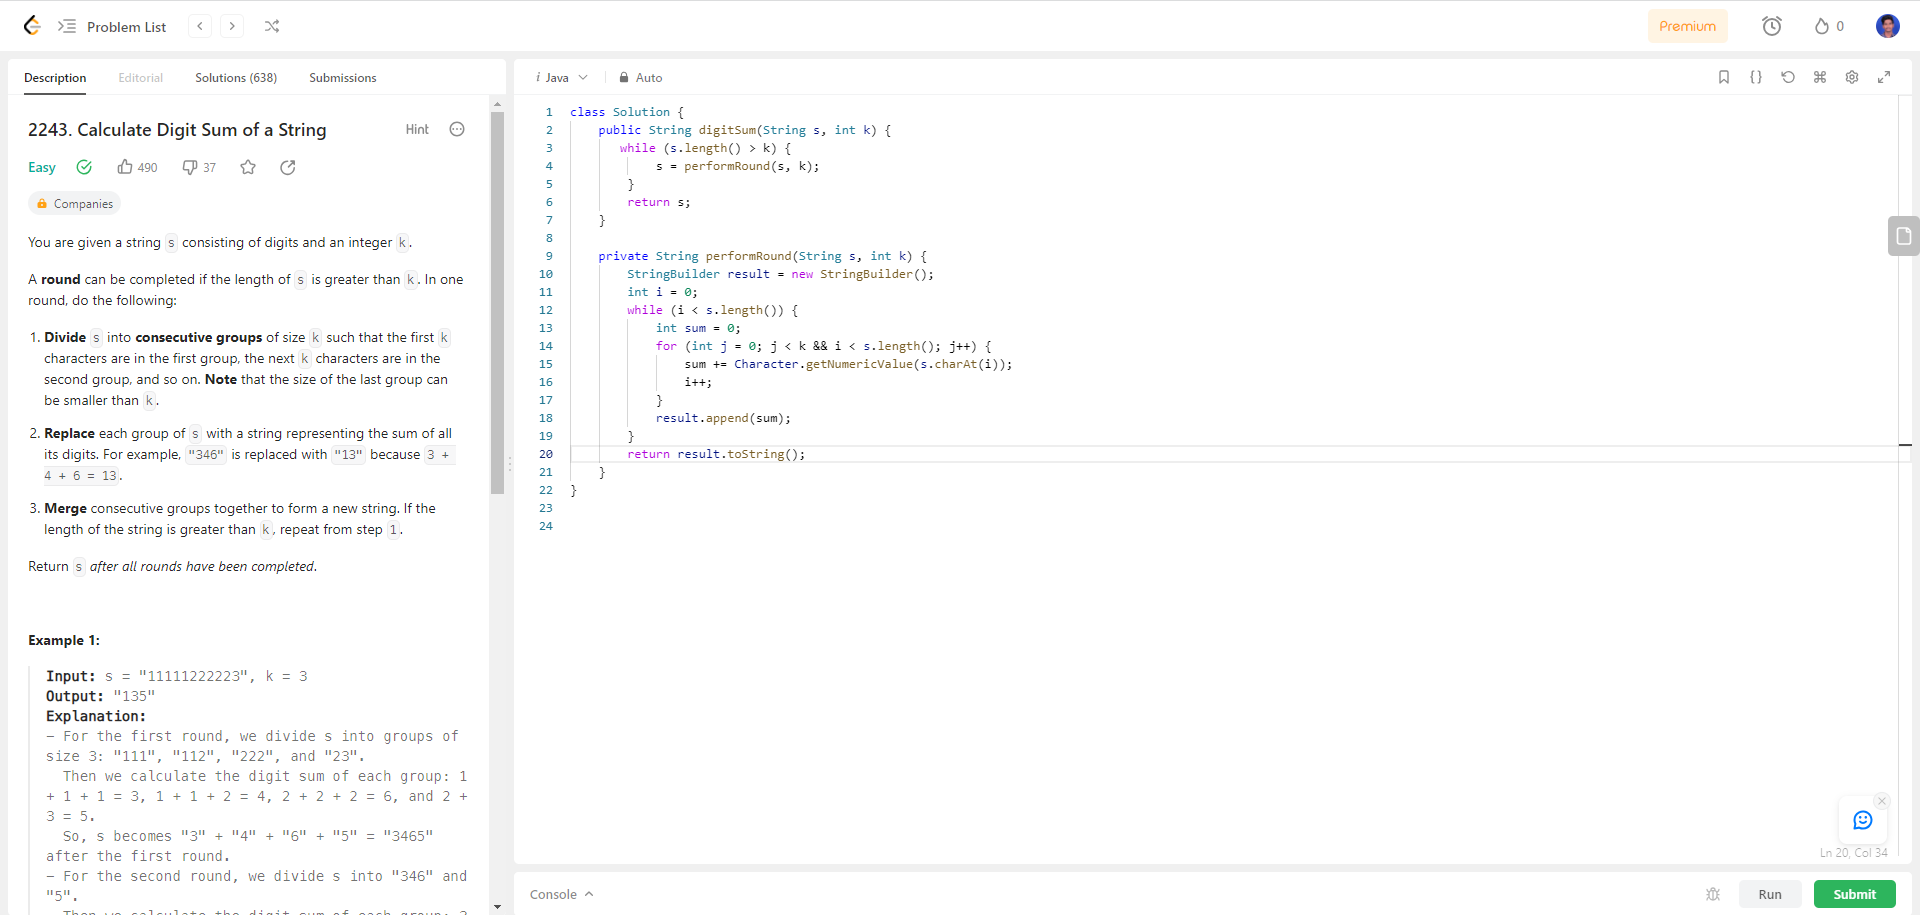 Problem List
Premium
0
Description Editorial Solutions (638) Submissions
2243. Calculate Digit Sum of a String Hint
Easy 490 37
Companies
You are given a string s consisting of digits and an integer k.
A round can be completed if the length of s is greater than k. In one
round, do the following:
1. Divide s into consecutive groups of size k such that the first k
characters are in the first group, the next k characters are in the
second group, and so on. Note that the size of the last group can
be smaller than k.
2. Replace each group of s with a string representing the sum of all
its digits. For example, "346" is replaced with "13" because 3 +
4 + 6 = 13.
3. Merge consecutive groups together to form a new string. If the
length of the string is greater than k, repeat from step 1.
Return s after all rounds have been completed.
Example 1:
Input: s = "11111222223", k = 3
Output: "135"
Explanation:
- For the first round, we divide s into groups of
size 3: "111", "112", "222", and "23".
Then we calculate the digit sum of each group: 1
+ 1 + 1 = 3, 1 + 1 + 2 = 4, 2 + 2 + 2 = 6, and 2 +
3 = 5.
So, s becomes "3" + "4" + "6" + "5" = "3465"
after the first round.
- For the second round, we divide s into "346" and
"5".
Then we calculate the digit sum of each group: 3
i Java Auto
1 class Solution {
2 public String digitSum(String s, int k) {
3 while (s.length() > k) {
4 s = performRound(s, k);
5 }
6 return s;
7 }
8
9 private String performRound(String s, int k) {
10 StringBuilder result = new StringBuilder();
11 int i = 0;
12 while (i < s.length()) {
13 int sum = 0;
14 for (int j = 0; j < k && i < s.length(); j++) {
15 sum += Character.getNumericValue(s.charAt(i));
16 i++;
17 }
18 result.append(sum);
19 }
20 return result.toString();
21 }
22 }
23
24
Ln 20, Col 34
Console Run Submit